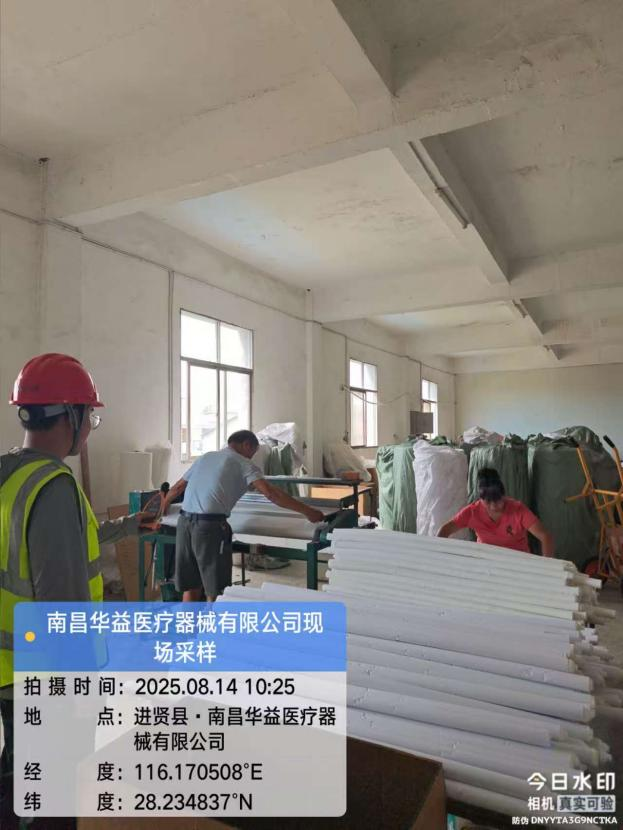 南昌华益医疗器械有限公司现
场采样
拍摄时间：2025.08.14 10:25
地　　点：进贤县·南昌华益医疗器
械有限公司
经　　度：116.170508°E
纬　　度：28.234837°N
今日水印
相机 真实可验
防伪 DNYYTA3G9NCTKA